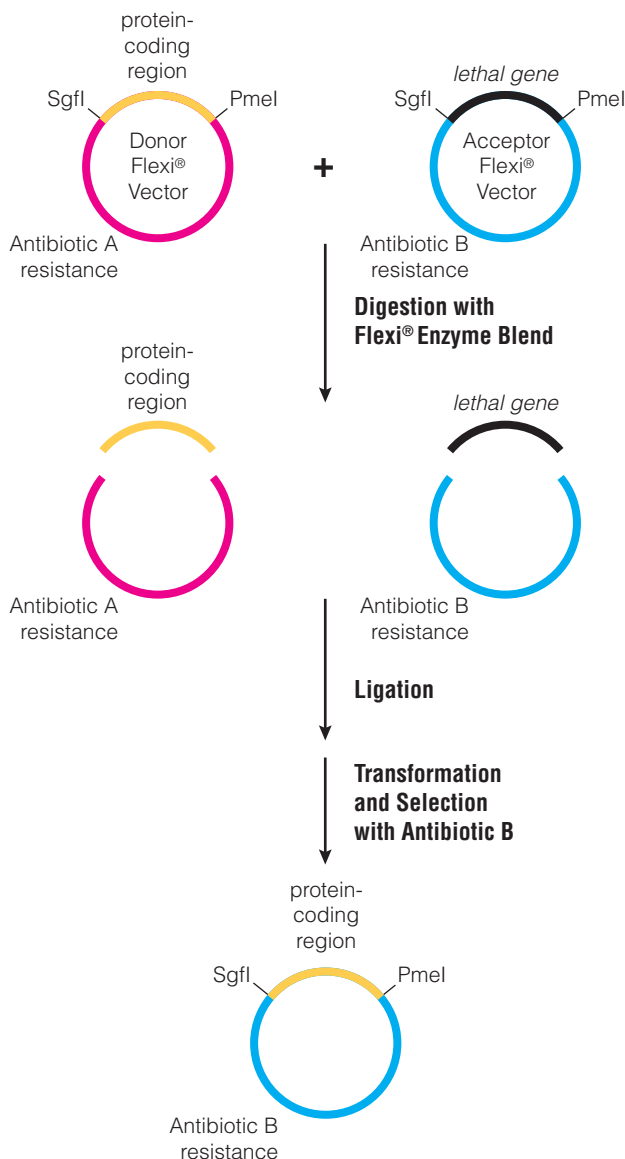 protein-
coding
region
SgfI
PmeI
Donor
Flexi®
Vector
Antibiotic A
resistance
+
lethal gene
SgfI
PmeI
Acceptor
Flexi®
Vector
Antibiotic B
resistance
Digestion with
Flexi® Enzyme Blend
protein-
coding
region
Antibiotic A
resistance
lethal gene
Antibiotic B
resistance
Ligation
Transformation
and Selection
with Antibiotic B
protein-
coding
region
SgfI
PmeI
Antibiotic B
resistance